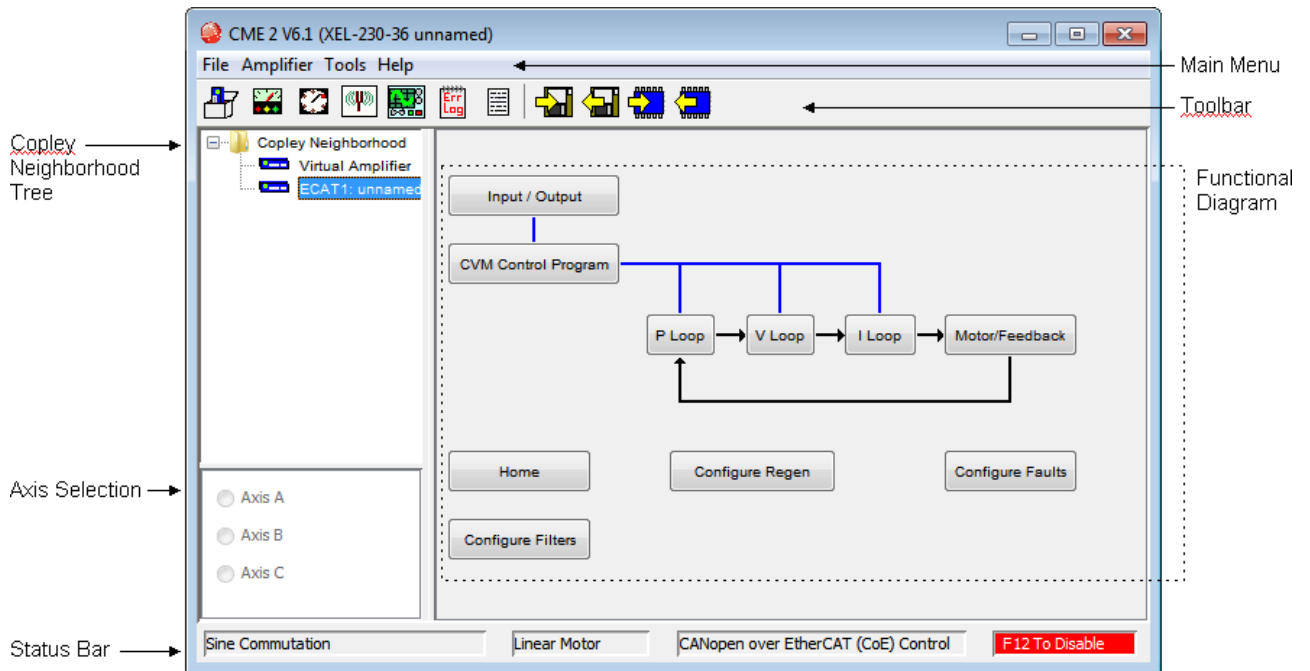 CME 2 V6.1 (XEL-230-36 unnamed)
File Amplifier Tools Help
Main Menu
Err
Log
Toolbar
Copley
Neighborhood
Tree
Copley Neighborhood
Virtual Amplifier
ECAT1: unnamed
Functional
Diagram
Input / Output
CVM Control Program
P Loop
V Loop
I Loop
Motor/Feedback
Home
Configure Regen
Configure Faults
Configure Filters
Axis Selection
Axis A
Axis B
Axis C
Status Bar
Sine Commutation
Linear Motor
CANopen over EtherCAT (CoE) Control
F12 To Disable